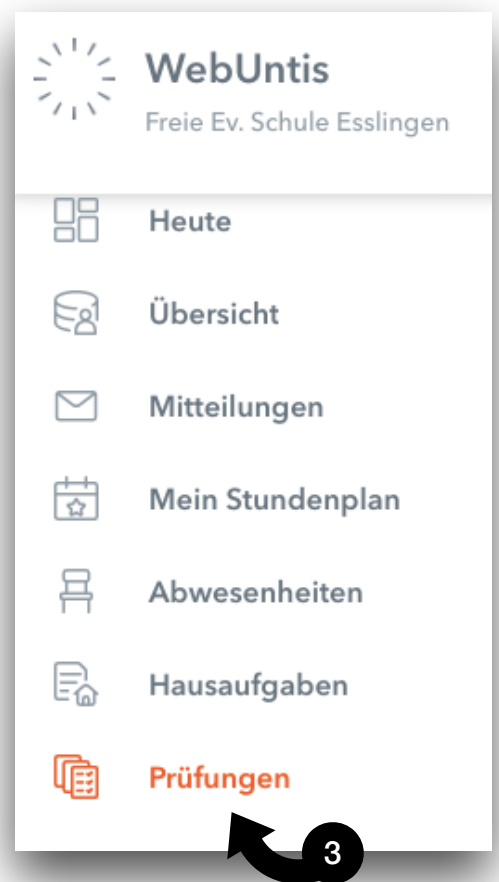 WebUntis
Freie Ev. Schule Esslingen
Heute
Übersicht
Mitteilungen
Mein Stundenplan
Abwesenheiten
Hausaufgaben
Prüfungen
3